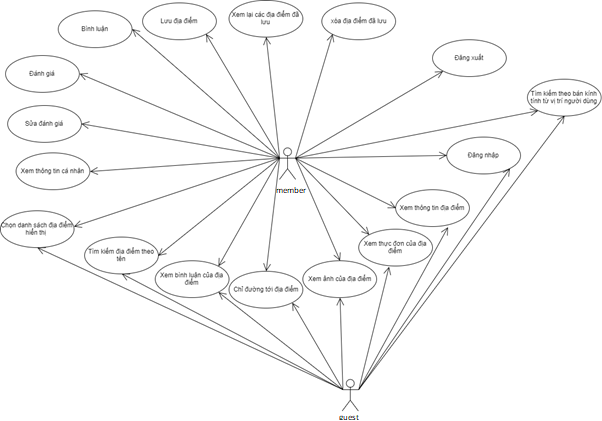 Xem lại các địa điểm đã
lưu
Lưu địa điểm
xóa địa điểm đã lưu
Bình luận
Đăng xuất
Đánh giá
Tìm kiếm theo bán kính
tính từ vị trí người dùng
Sửa đánh giá
Đăng nhập
Xem thông tin cá nhân
member
Xem thông tin địa điểm
Chọn danh sách địa điểm
hiển thị
Tìm kiếm địa điểm theo
tên
Xem thực đơn của địa
điểm
Xem bình luận của địa
điểm
Chỉ đường tới địa điểm
Xem ảnh của địa điểm
guest